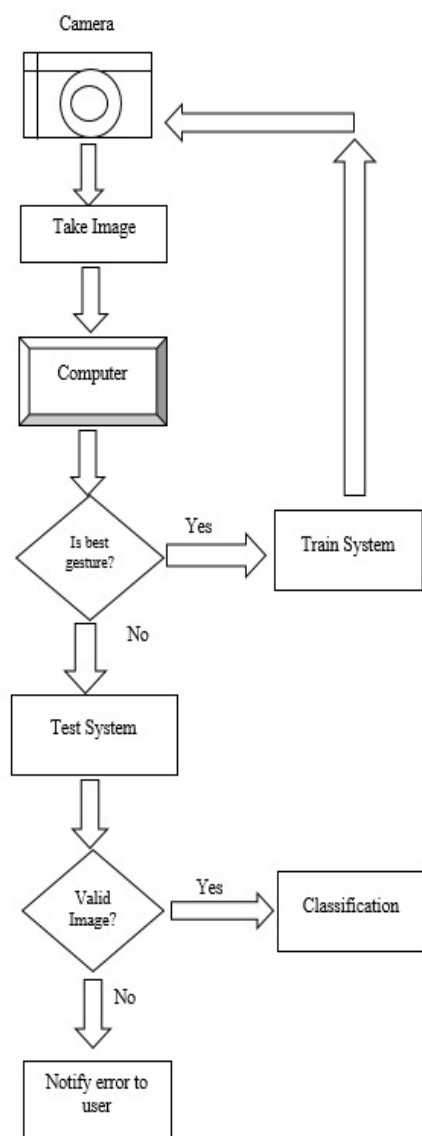 Camera
Take Image
Computer
Is best
gesture?
Yes
Train System
No
Test System
Valid
Image?
Yes
Classification
No
Notify error to
user